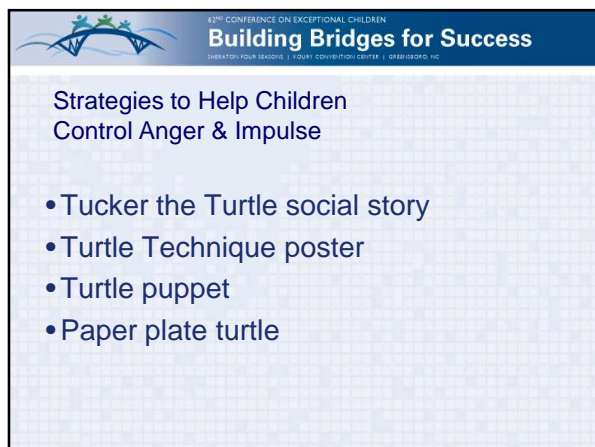 62ND CONFERENCE ON EXCEPTIONAL CHILDREN
Building Bridges for Success
SHERATON FOUR SEASONS | KOURY CONVENTION CENTER | GREENSBORO, NC
Strategies to Help Children
Control Anger & Impulse
•Tucker the Turtle social story
•Turtle Technique poster
•Turtle puppet
•Paper plate turtle